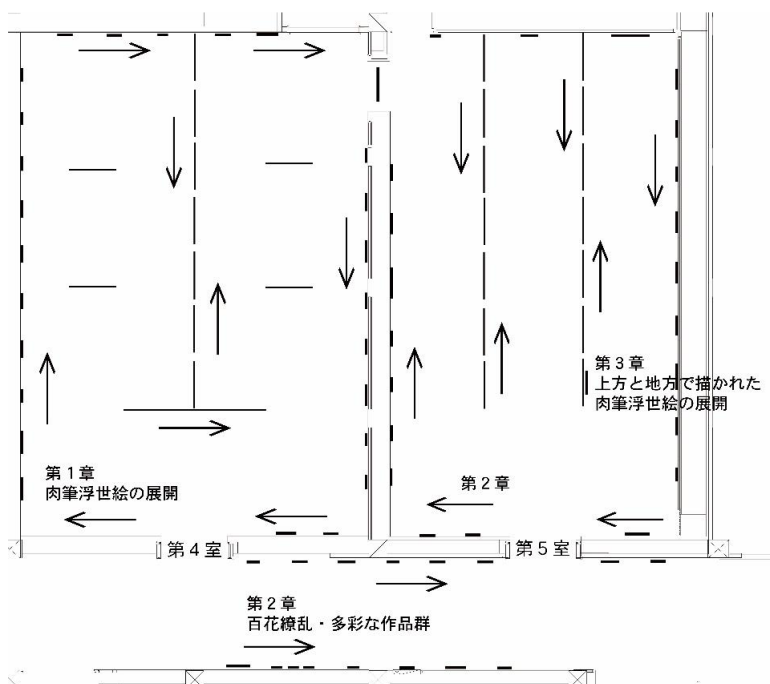 第1章
肉筆浮世絵の展開
第4室
第2章
百花繚乱・多彩な作品群
第2章
第5室
第3章
上方と地方で描かれた
肉筆浮世絵の展開